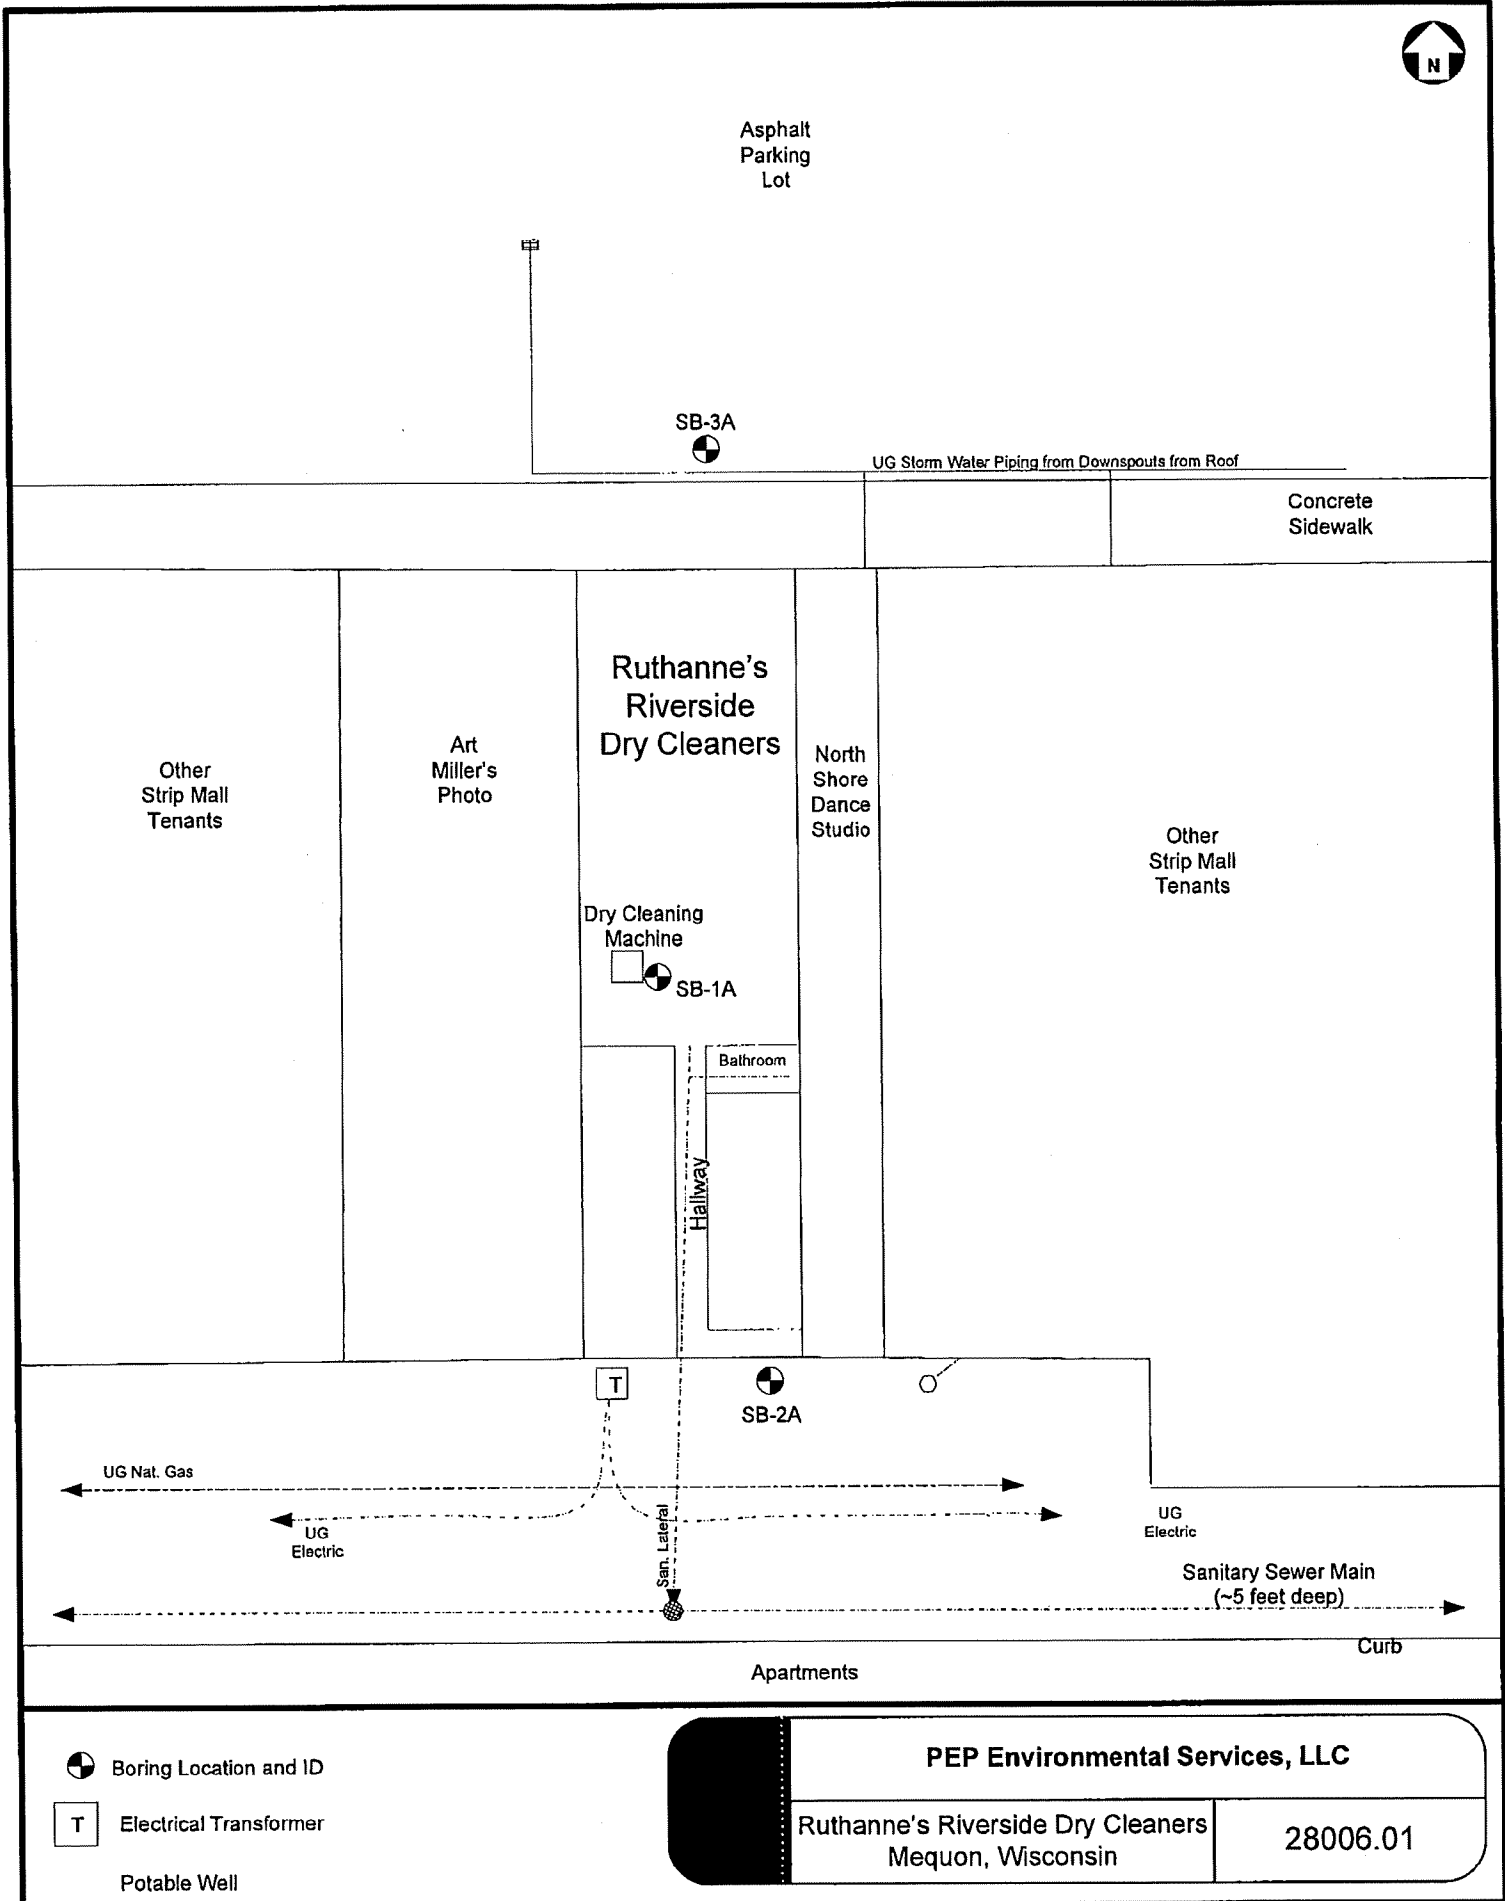 N
Asphalt
Parking
Lot
SB-3A
UG Storm Water Piping from Downspouts from Roof
Concrete
Sidewalk
Ruthanne's
Riverside
Dry Cleaners
Other
Strip Mall
Tenants
Art
Miller's
Photo
North
Shore
Dance
Studio
Other
Strip Mall
Tenants
Dry Cleaning
Machine
SB-1A
Bathroom
Hallway
T
SB-2A
UG Nat. Gas
UG
Electric
San. Lateral
UG
Electric
Sanitary Sewer Main
(~5 feet deep)
Curb
Apartments
Boring Location and ID
T Electrical Transformer
Potable Well
PEP Environmental Services, LLC
Ruthanne's Riverside Dry Cleaners
Mequon, Wisconsin
28006.01